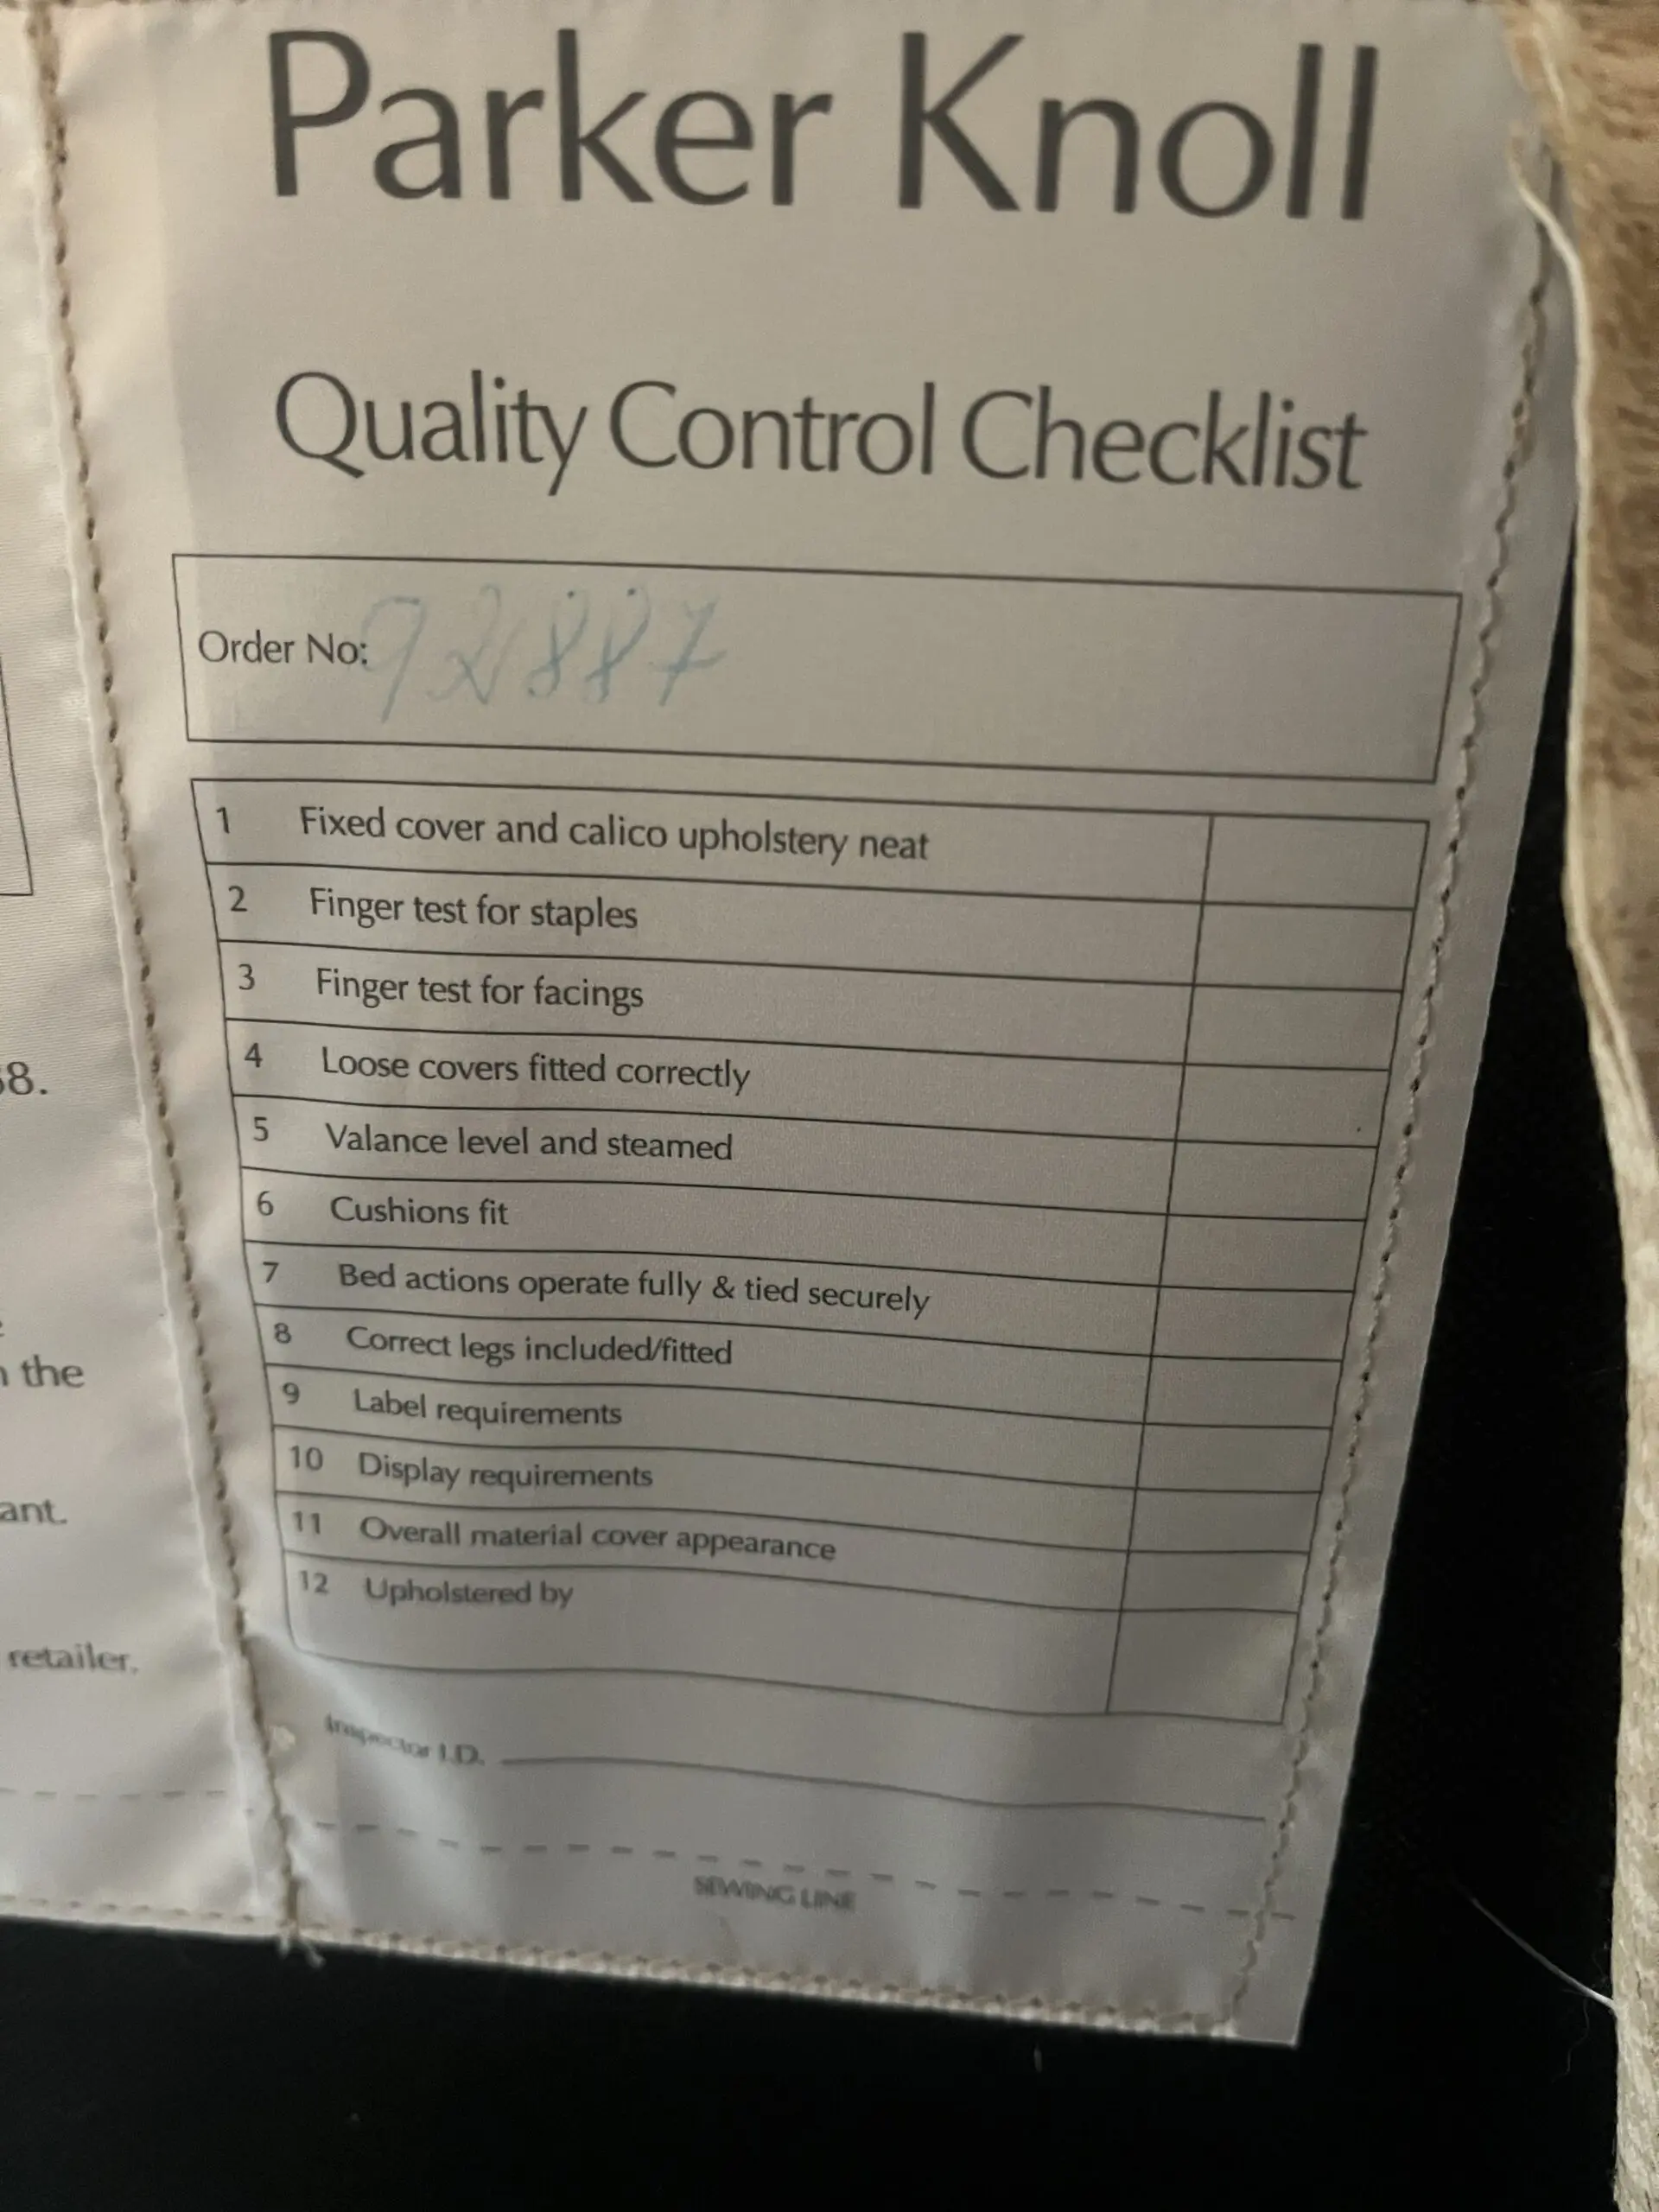 Parker Knoll
Quality Control Checklist
Order No: 92887
1 Fixed cover and calico upholstery neat
2 Finger test for staples
3 Finger test for facings
4 Loose covers fitted correctly
5 Valance level and steamed
6 Cushions fit
7 Bed actions operate fully & tied securely
8 Correct legs included/fitted
9 Label requirements
10 Display requirements
11 Overall material cover appearance
12 Upholstered by
Inspector I.D.
SEWING LINE
8.
the
ant.
retailer.